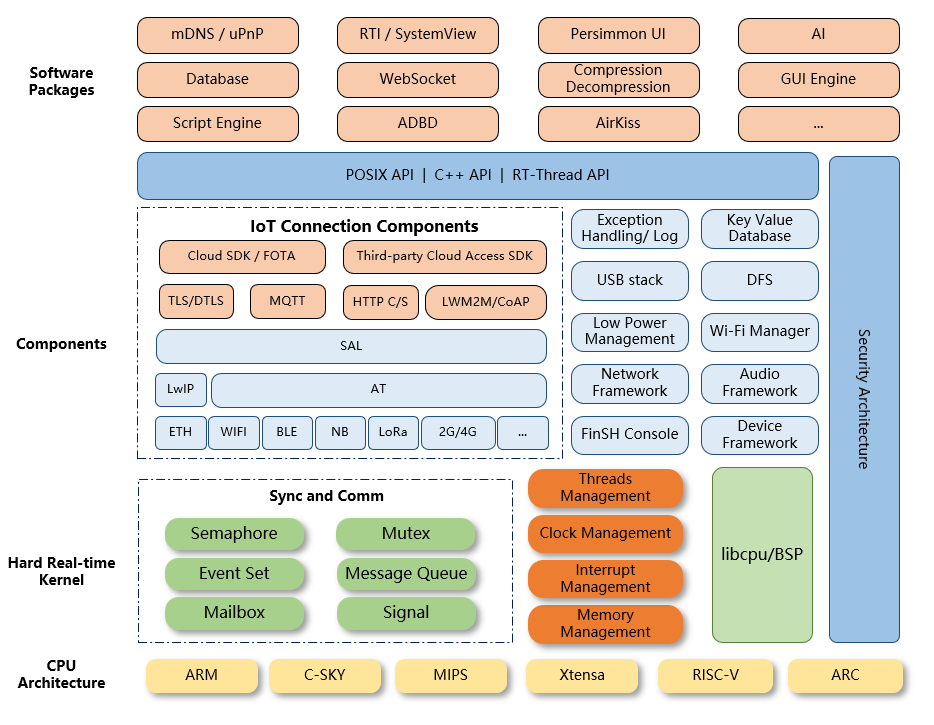 mDNS / uPnP
RTI / SystemView
Persimmon UI
AI
Software
Packages
Database
WebSocket
Compression
Decompression
GUI Engine
Script Engine
ADBD
AirKiss
...
POSIX API | C++ API | RT-Thread API
Security Architecture
Components
IoT Connection Components
Cloud SDK / FOTA
Third-party Cloud Access SDK
TLS/DTLS
MQTT
HTTP C/S
LWM2M/CoAP
SAL
LwIP
AT
ETH
WIFI
BLE
NB
LoRa
2G/4G
...
Exception
Handling/ Log
Key Value
Database
USB stack
DFS
Low Power
Management
Wi-Fi Manager
Network
Framework
Audio
Framework
FinSH Console
Device
Framework
Hard Real-time
Kernel
Sync and Comm
Semaphore
Mutex
Event Set
Message Queue
Mailbox
Signal
Threads
Management
Clock Management
Interrupt
Management
Memory
Management
libcpu/BSP
CPU
Architecture
ARM
C-SKY
MIPS
Xtensa
RISC-V
ARC